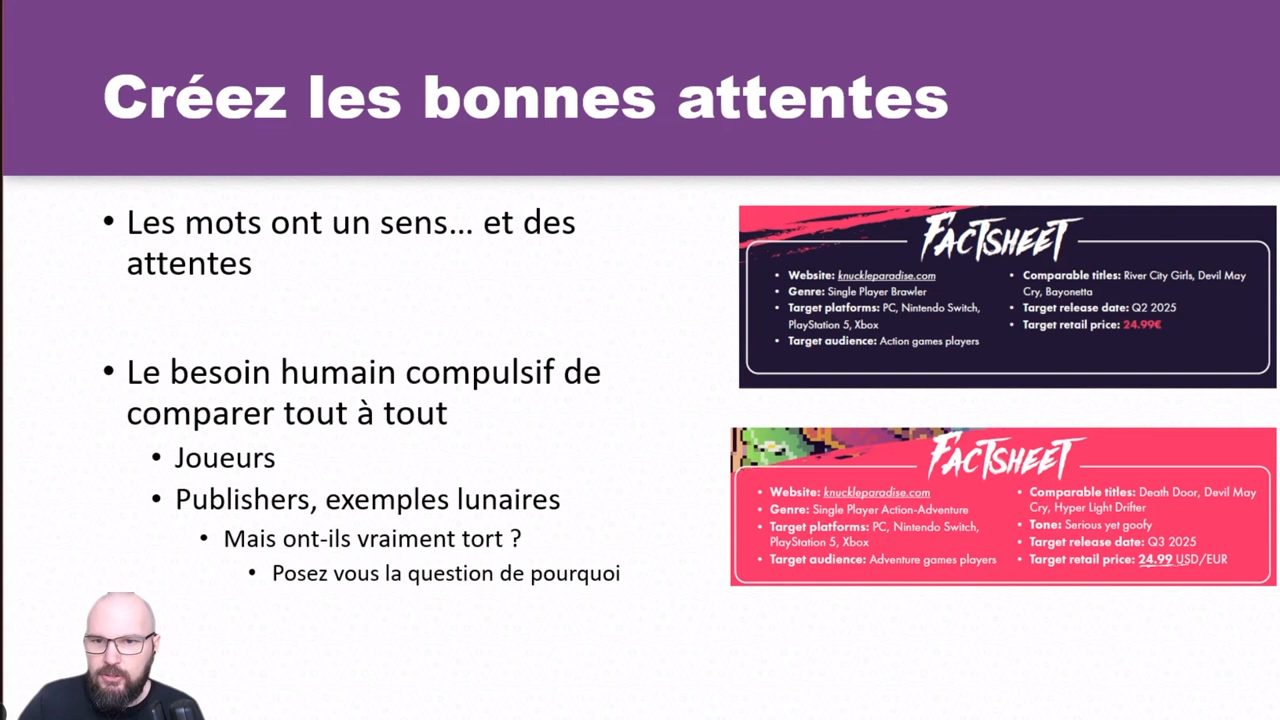 Créez les bonnes attentes
• Les mots ont un sens... et des
attentes
• Le besoin humain compulsif de
comparer tout à tout
• Joueurs
• Publishers, exemples lunaires
• Mais ont-ils vraiment tort ?
• Posez vous la question de pourquoi
FACTSHEET
• Website: knuckleparadise.com
• Genre: Single Player Brawler
• Target platforms: PC, Nintendo Switch,
PlayStation 5, Xbox
• Target audience: Action games players
• Comparable titles: River City Girls, Devil May
Cry, Bayonetta
• Target release date: Q2 2025
• Target retail price: 24.99€
FACTSHEET
• Website: knuckleparadise.com
• Genre: Single Player Action-Adventure
• Target platforms: PC, Nintendo Switch,
PlayStation 5, Xbox
• Target audience: Adventure games players
• Comparable titles: Death Door, Devil May
Cry, Hyper Light Drifter
• Tone: Serious yet goofy
• Target release date: Q3 2025
• Target retail price: 24.99 USD/EUR